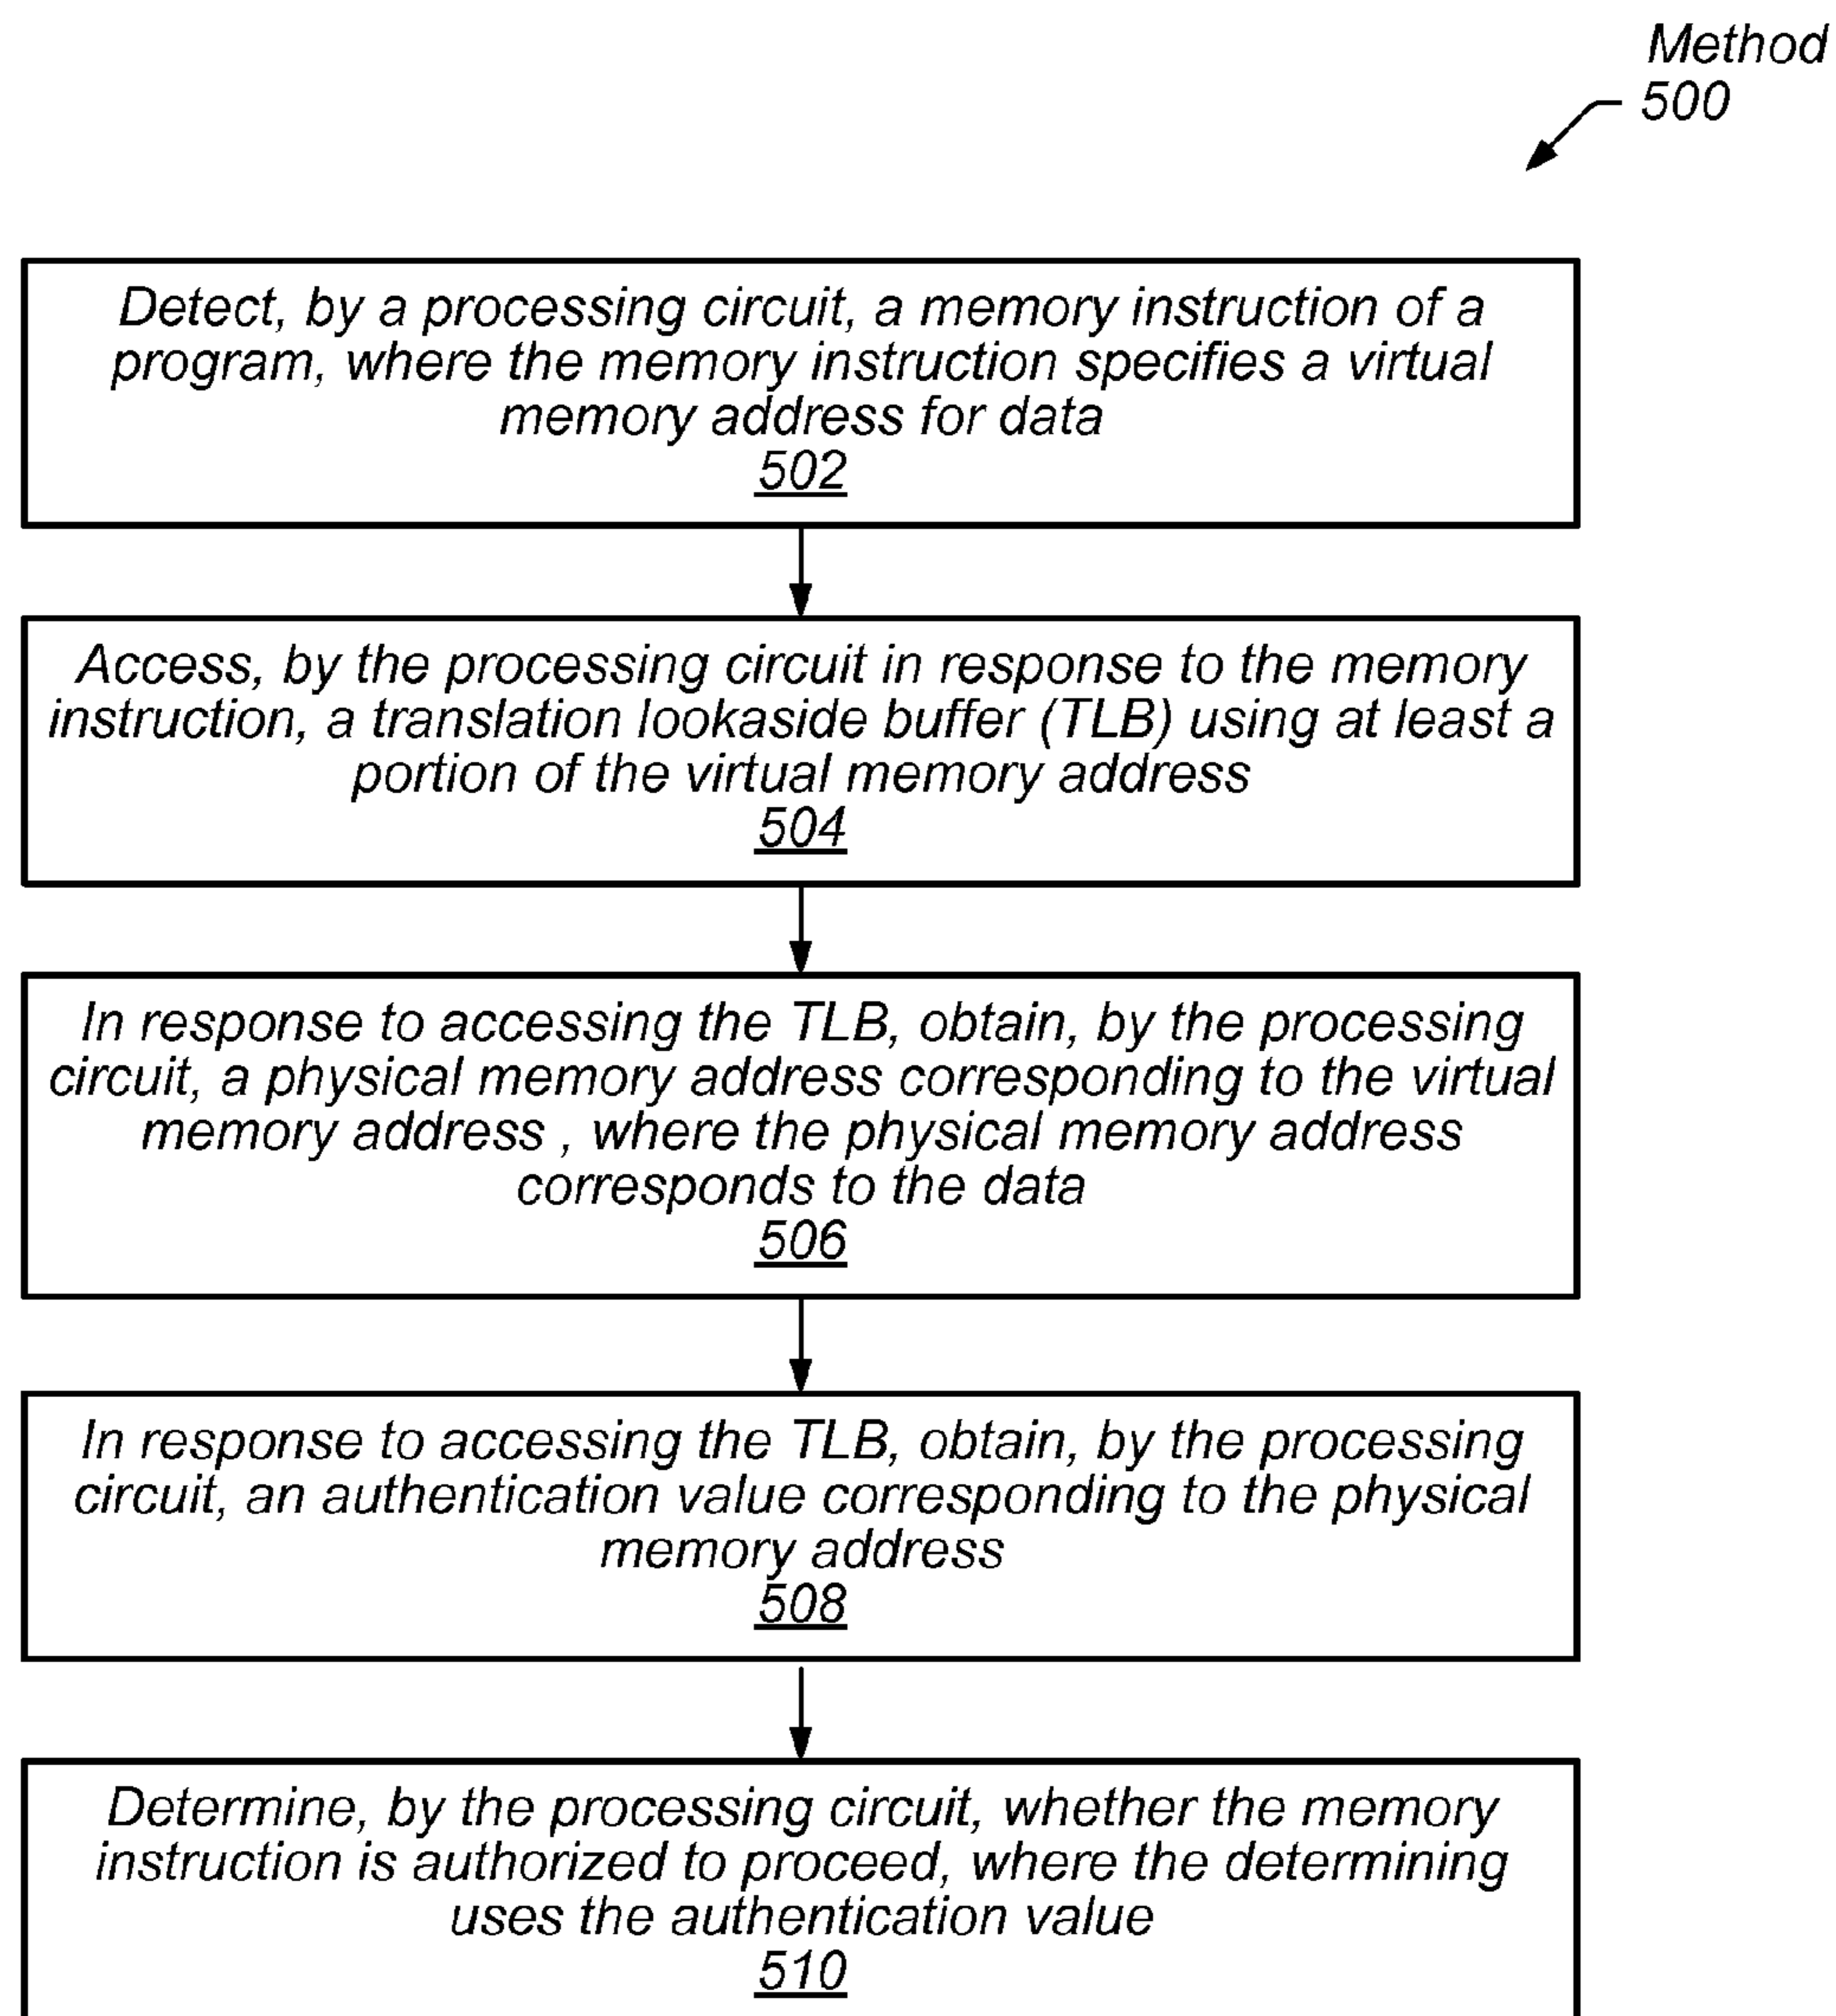 Method
500
Detect, by a processing circuit, a memory instruction of a
program, where the memory instruction specifies a virtual
memory address for data
502
Access, by the processing circuit in response to the memory
instruction, a translation lookaside buffer (TLB) using at least a
portion of the virtual memory address
504
In response to accessing the TLB, obtain, by the processing
circuit, a physical memory address corresponding to the virtual
memory address , where the physical memory address
corresponds to the data
506
In response to accessing the TLB, obtain, by the processing
circuit, an authentication value corresponding to the physical
memory address
508
Determine, by the processing circuit, whether the memory
instruction is authorized to proceed, where the determining
uses the authentication value
510